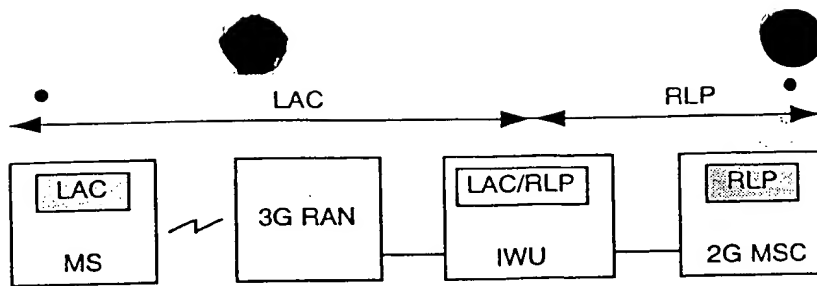 LAC RLP
LAC LAC/RLP RLP
3G RAN
MS IWU 2G MSC